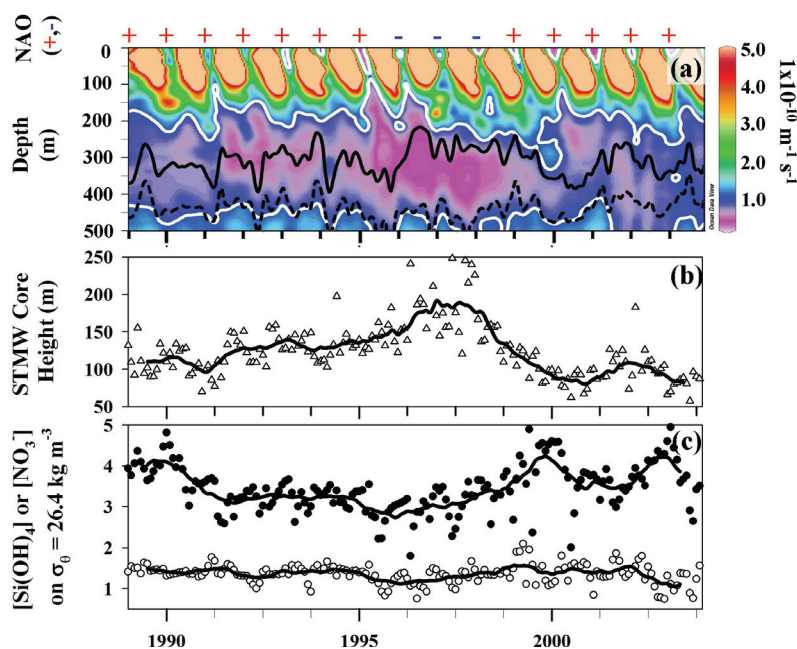 NAO
(+,-)
+ + + + + + + - - - + + + + +
(a)
0
100
200
300
400
500
Depth
(m)
5.0
4.0
3.0
2.0
1.0
1x10⁻¹⁰ m⁻¹ s⁻¹
Ocean Data View
(b)
250
200
150
100
50
STMW Core
Height (m)
(c)
5
4
3
2
1
[Si(OH)₄] or [NO₃]
on σ_θ = 26.4 kg m⁻³
1990 1995 2000